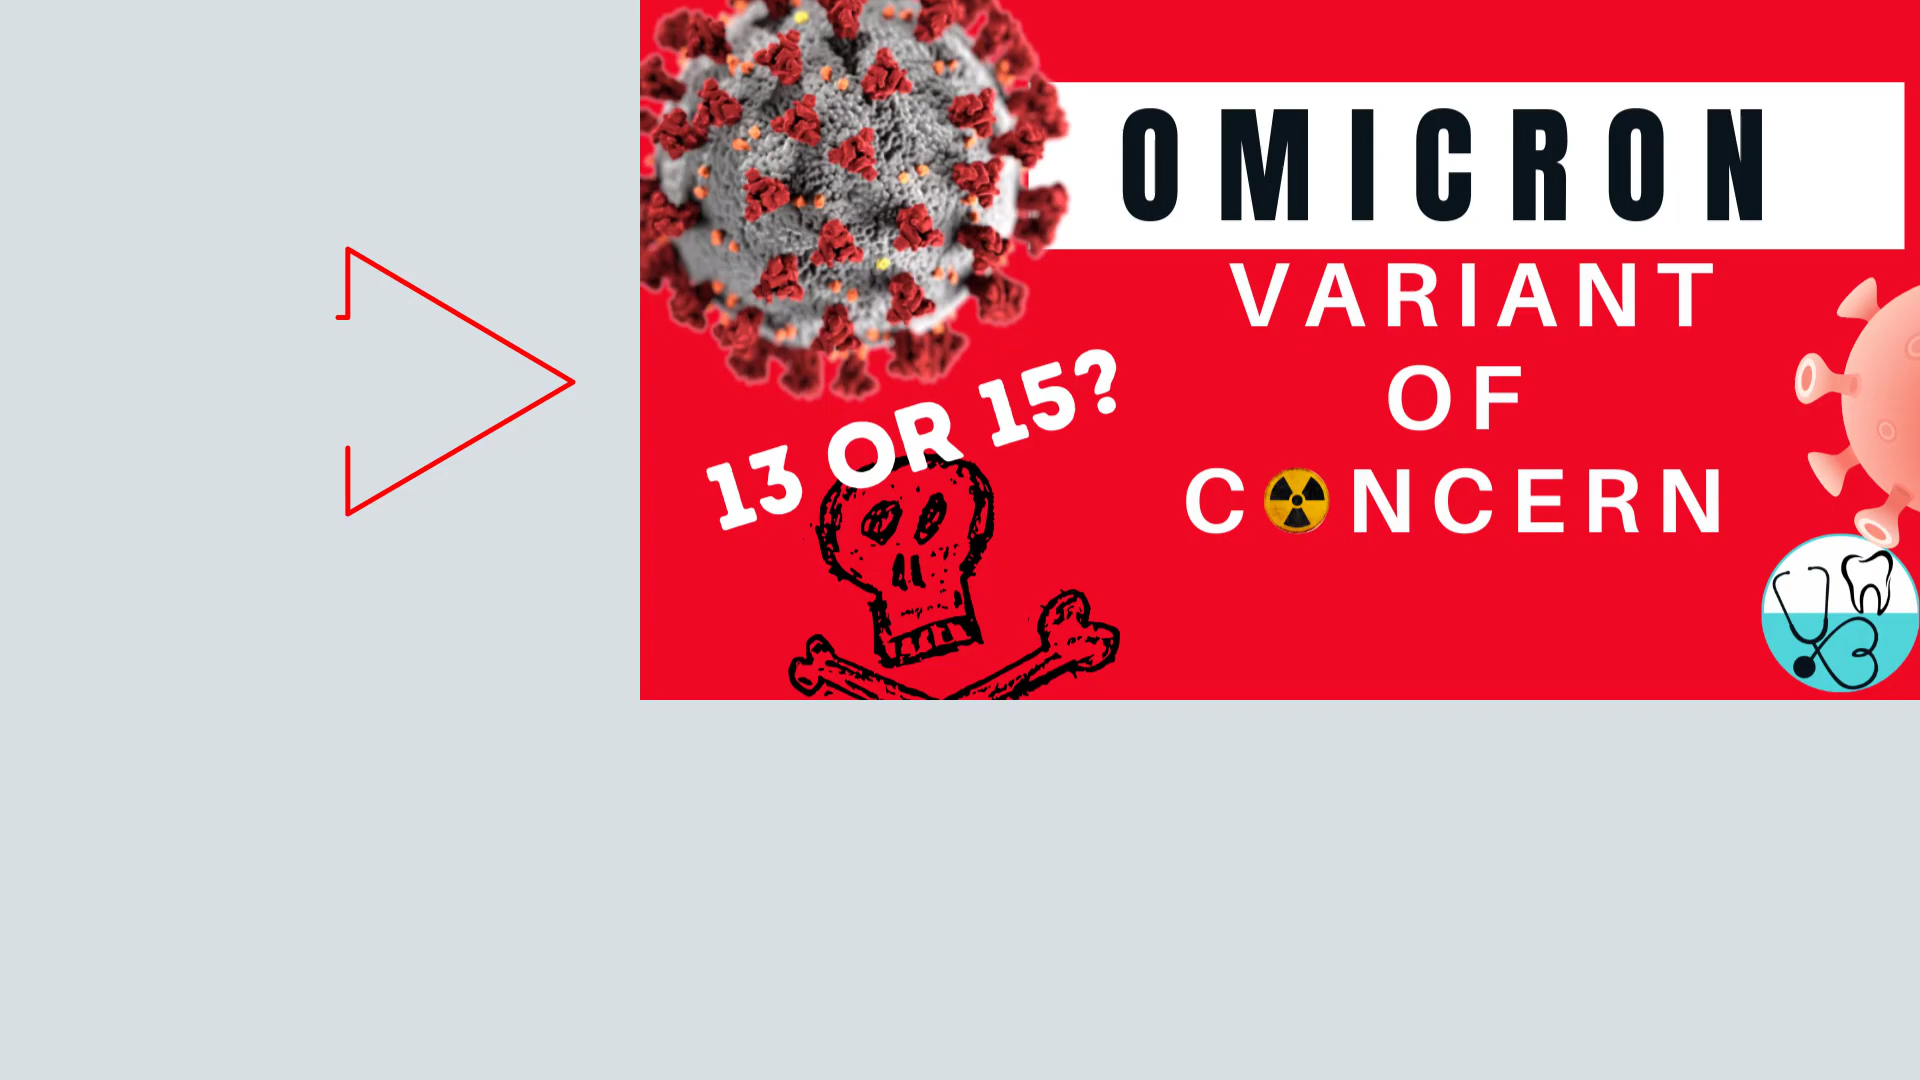 OMICRON
VARIANT
OF
CONCERN
13 OR 15?